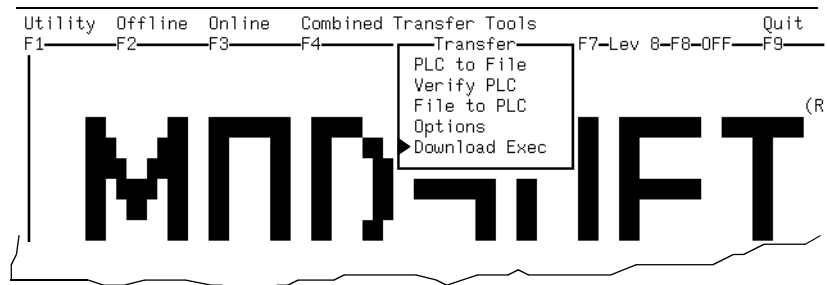 Utility Offline Online Combined Transfer Tools Quit
F1 F2 F3 F4 Transfer F7-Lev 8-F8-OFF F9
PLC to File
Verify PLC
File to PLC
(R
Options
Download Exec
MODSOFT